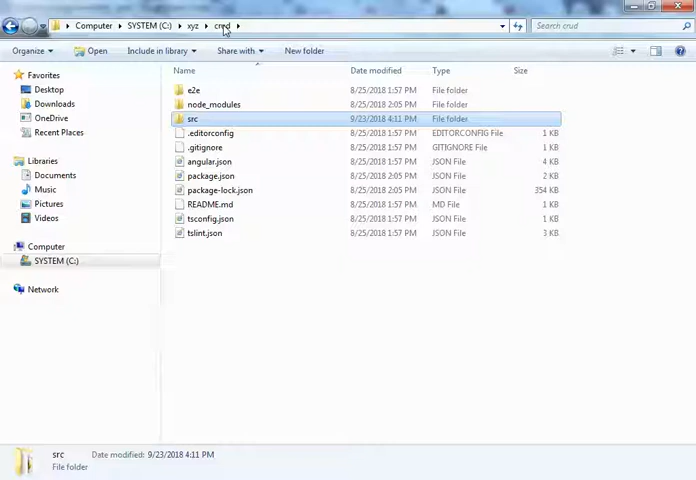 Computer SYSTEM (C:) xyz crud
Search crud
Organize Open Include in library Share with New folder
Name Date modified Type Size
Favorites
Desktop
Downloads
OneDrive
Recent Places
Libraries
Documents
Music
Pictures
Videos
Computer
SYSTEM (C:)
Network
e2e 8/25/2018 1:57 PM File folder
node_modules 8/25/2018 2:05 PM File folder
src 9/23/2018 4:11 PM File folder
.editorconfig 8/25/2018 1:57 PM EDITORCONFIG File 1 KB
.gitignore 8/25/2018 1:57 PM GITIGNORE File 1 KB
angular.json 8/25/2018 1:57 PM JSON File 4 KB
package.json 8/25/2018 2:05 PM JSON File 2 KB
package-lock.json 8/25/2018 2:05 PM JSON File 354 KB
README.md 8/25/2018 1:57 PM MD File 1 KB
tsconfig.json 8/25/2018 1:57 PM JSON File 1 KB
tslint.json 8/25/2018 1:57 PM JSON File 3 KB
src Date modified: 9/23/2018 4:11 PM
File folder